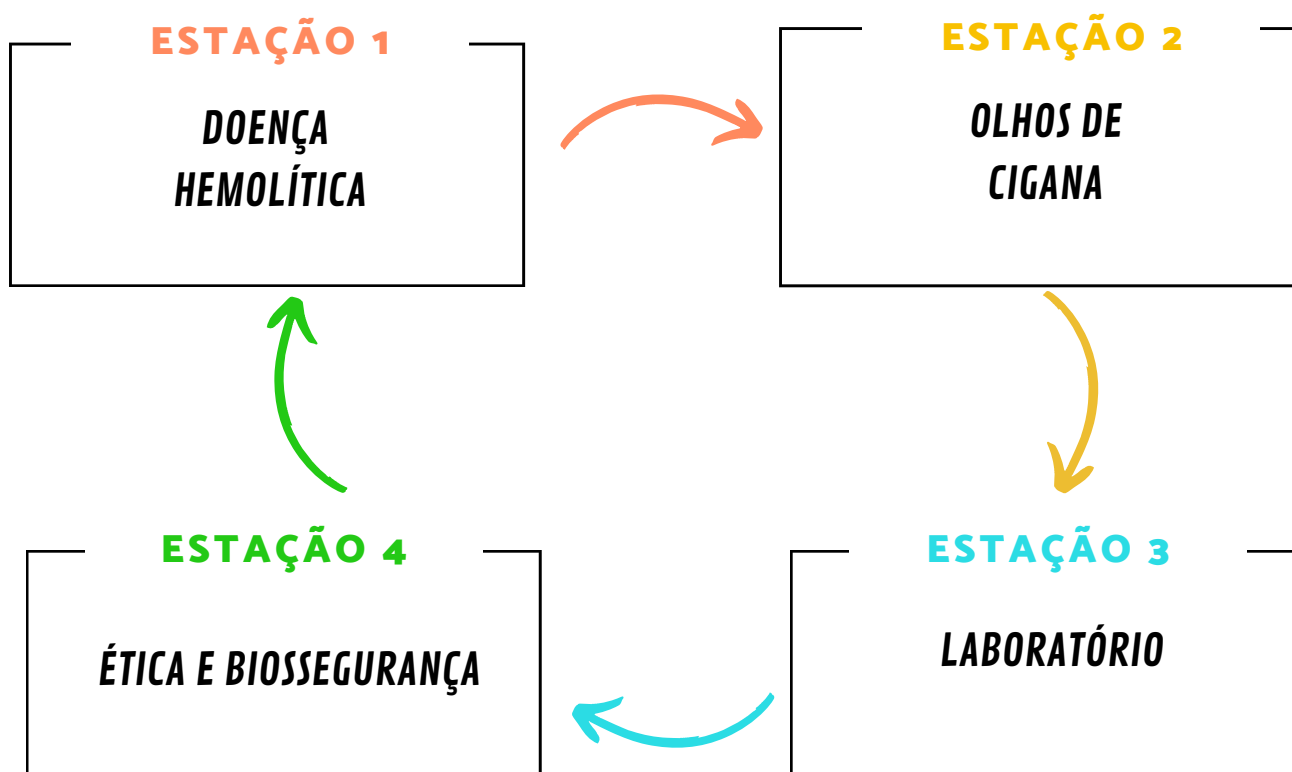 ESTAÇÃO 1
DOENÇA
HEMOLÍTICA
ESTAÇÃO 2
OLHOS DE
CIGANA
ESTAÇÃO 3
LABORATÓRIO
ESTAÇÃO 4
ÉTICA E BIOSSEGURANÇA